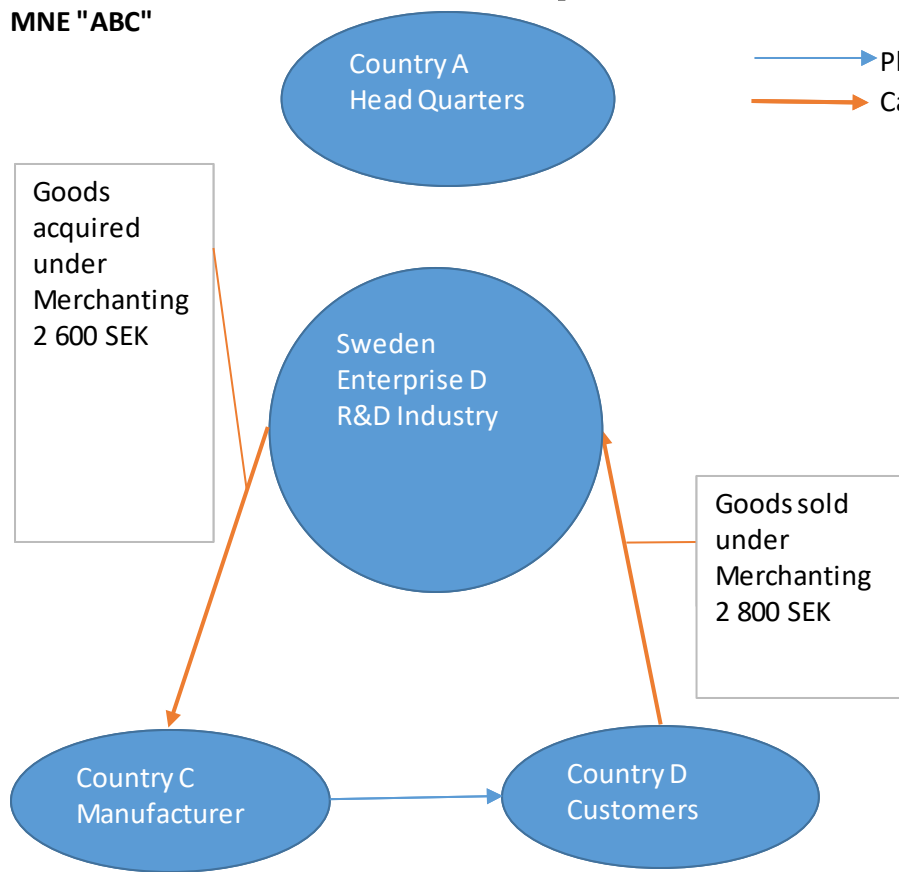 MNE "ABC"
Country A
Head Quarters
Goods
acquired
under
Merchanting
2 600 SEK
Sweden
Enterprise D
R&D Industry
Goods sold
under
Merchanting
2 800 SEK
Country C
Manufacturer
Country D
Customers